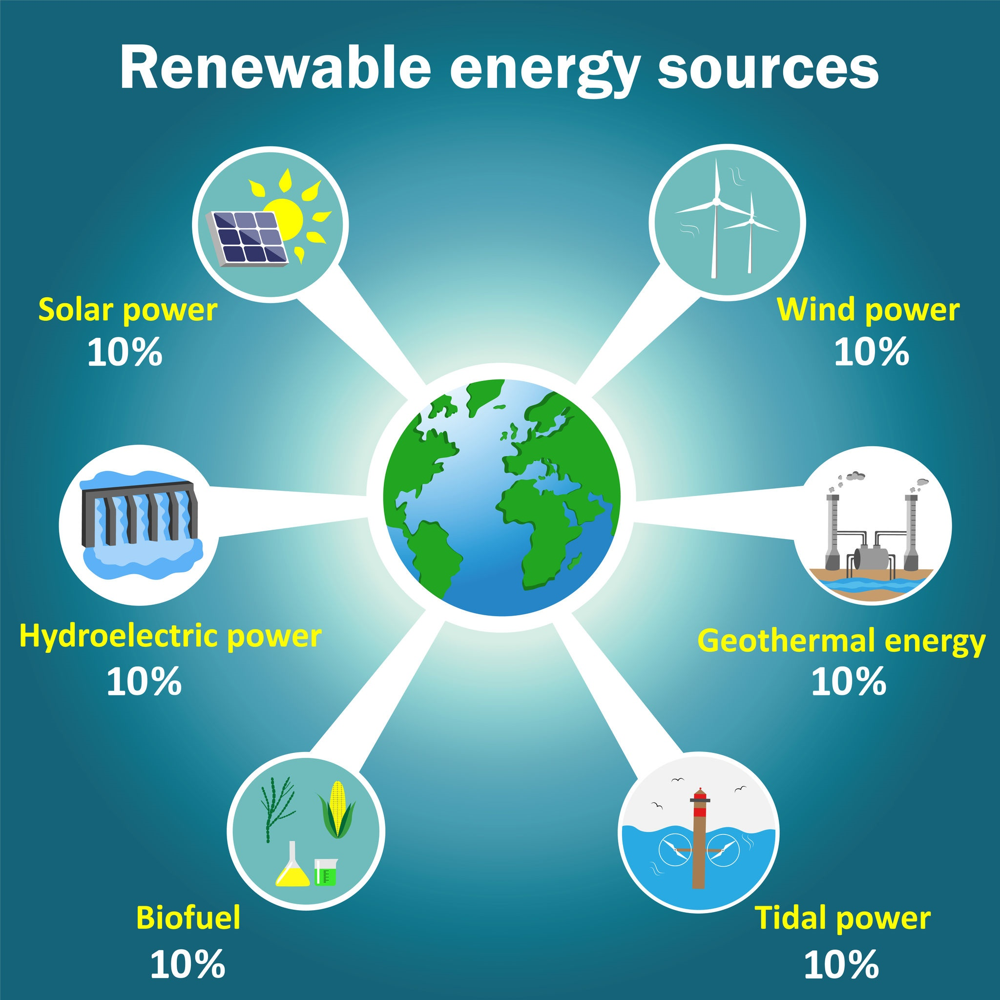 Renewable energy sources
Solar power
10%
Wind power
10%
Hydroelectric power
10%
Geothermal energy
10%
Biofuel
10%
Tidal power
10%